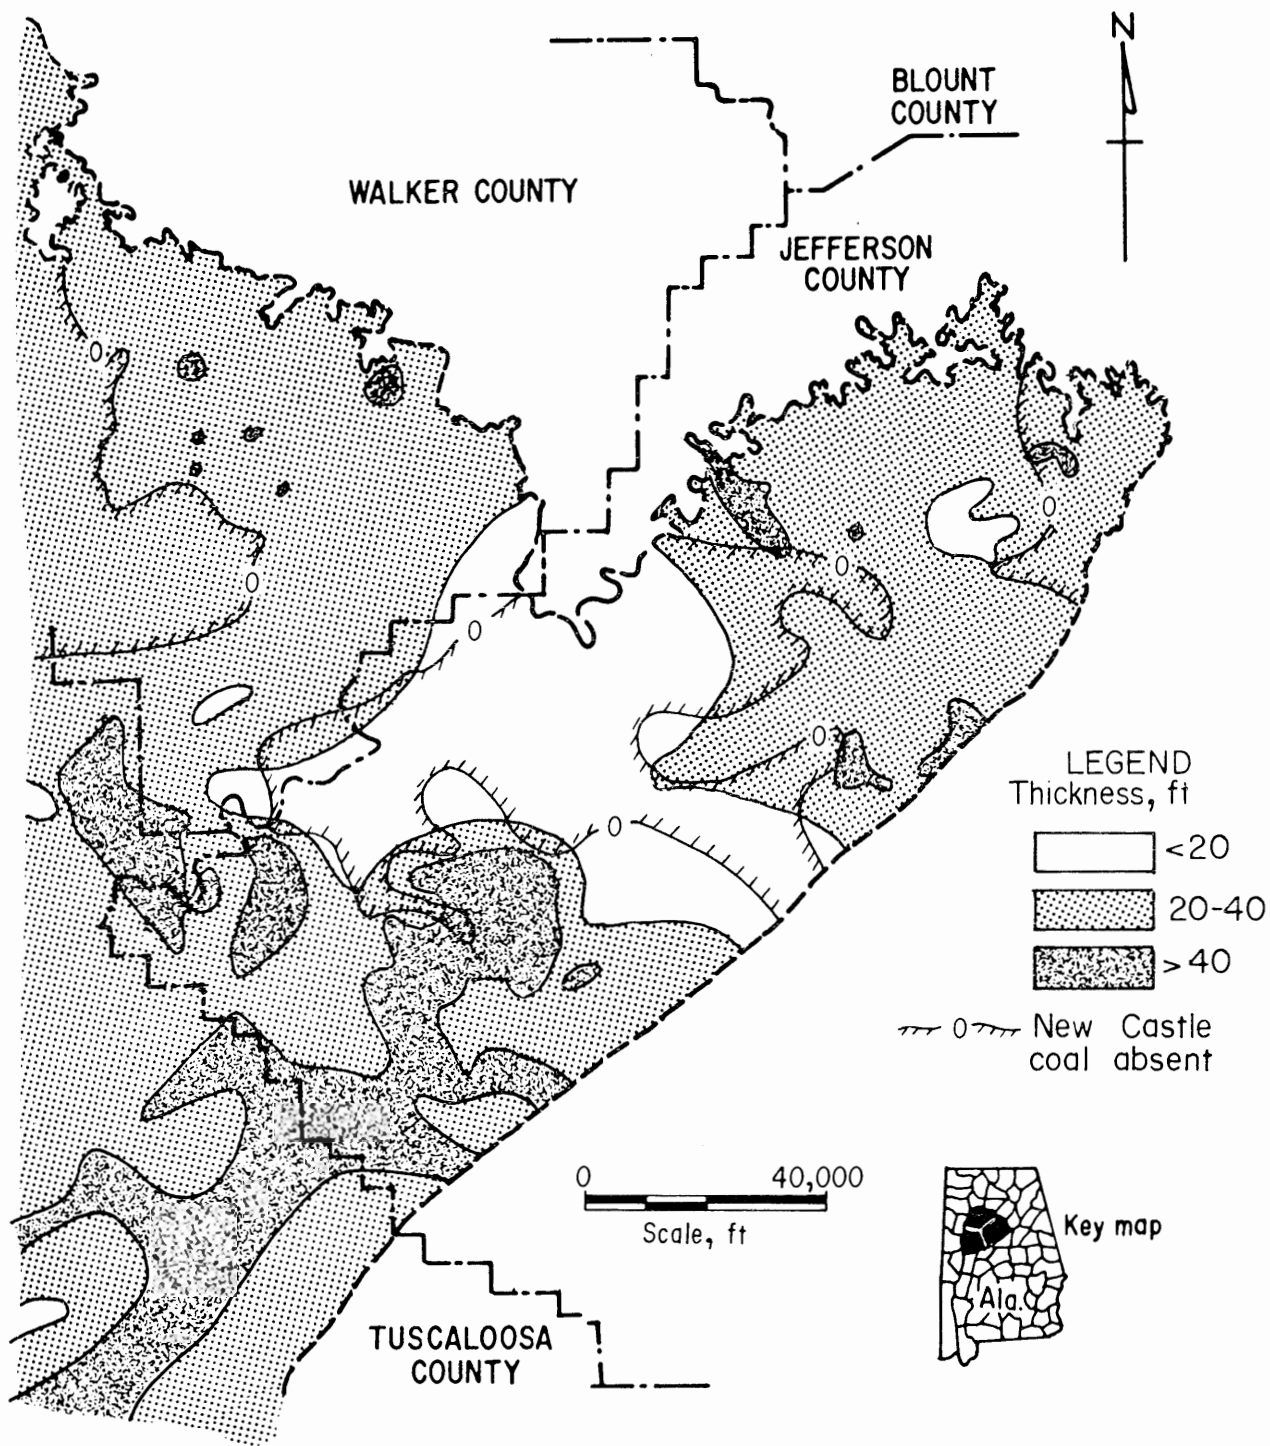 N
BLOUNT
COUNTY
WALKER COUNTY
JEFFERSON
COUNTY
0
0
0
0
0
0
0
LEGEND
Thickness, ft
<20
20-40
>40
0
New Castle
coal absent
0 40,000
Scale, ft
Key map
Ala.
TUSCALOOSA
COUNTY